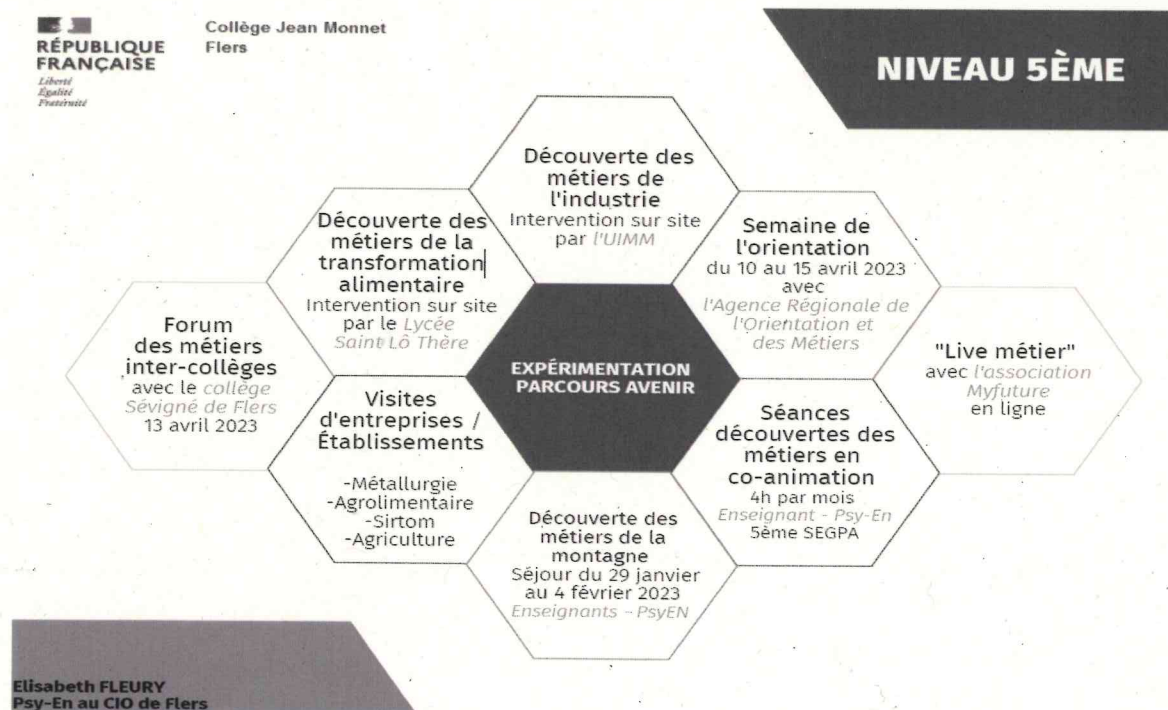 RÉPUBLIQUE
FRANÇAISE
Liberté
Égalité
Fraternité
Collège Jean Monnet
Flers
NIVEAU 5ÈME
Découverte des
métiers de
l'industrie
Intervention sur site
par l'UIMM
Découverte des
métiers de la
transformation
alimentaire
Intervention sur site
par le Lycée
Saint Lô Thère
Semaine de
l'orientation
du 10 au 15 avril 2023
avec
l'Agence Régionale de
l'Orientation et
des Métiers
Forum
des métiers
inter-collèges
avec le collège
Sévigné de Flers
13 avril 2023
EXPÉRIMENTATION
PARCOURS AVENIR
"Live métier"
avec l'association
Myfuture
en ligne
Visites
d'entreprises /
Établissements
-Métallurgie
-Agrolimentaire
-Sirtom
-Agriculture
Séances
découvertes des
métiers en
co-animation
4h par mois
Enseignant - Psy-En
5ème SEGPA
Découverte des
métiers de la
montagne
Séjour du 29 janvier
au 4 février 2023
Enseignants - PsyEN
Elisabeth FLEURY
Psy-En au CIO de Flers